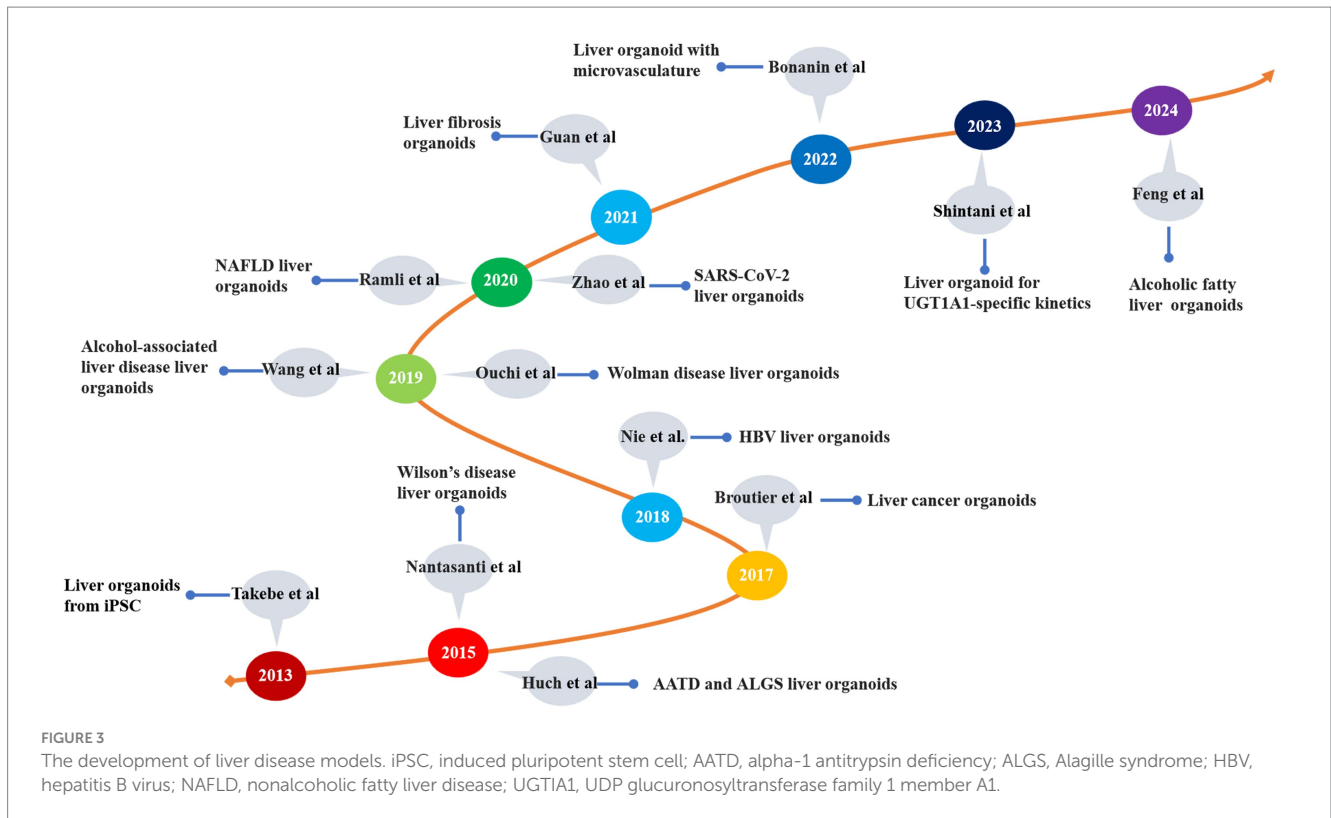 Liver organoid with
microvasculature
Bonanin et al
2022
2023
Shintani et al
Liver organoid for
UGT1A1-specific kinetics
2024
Feng et al
Alcoholic fatty
liver organoids
Liver fibrosis
organoids
Guan et al
2021
NAFLD liver
organoids
Ramli et al
2020
Zhao et al
SARS-CoV-2
liver organoids
Alcohol-associated
liver disease liver
organoids
Wang et al
2019
Ouchi et al
Wolman disease liver organoids
Nie et al.
HBV liver organoids
2018
Broutier et al
Liver cancer organoids
2017
Wilson’s disease
liver organoids
Nantasanti et al
2015
Huch et al
AATD and ALGS liver organoids
Liver organoids
from iPSC
Takebe et al
2013
FIGURE 3
The development of liver disease models. iPSC, induced pluripotent stem cell; AATD, alpha-1 antitrypsin deficiency; ALGS, Alagille syndrome; HBV,
hepatitis B virus; NAFLD, nonalcoholic fatty liver disease; UGTIA1, UDP glucuronosyltransferase family 1 member A1.